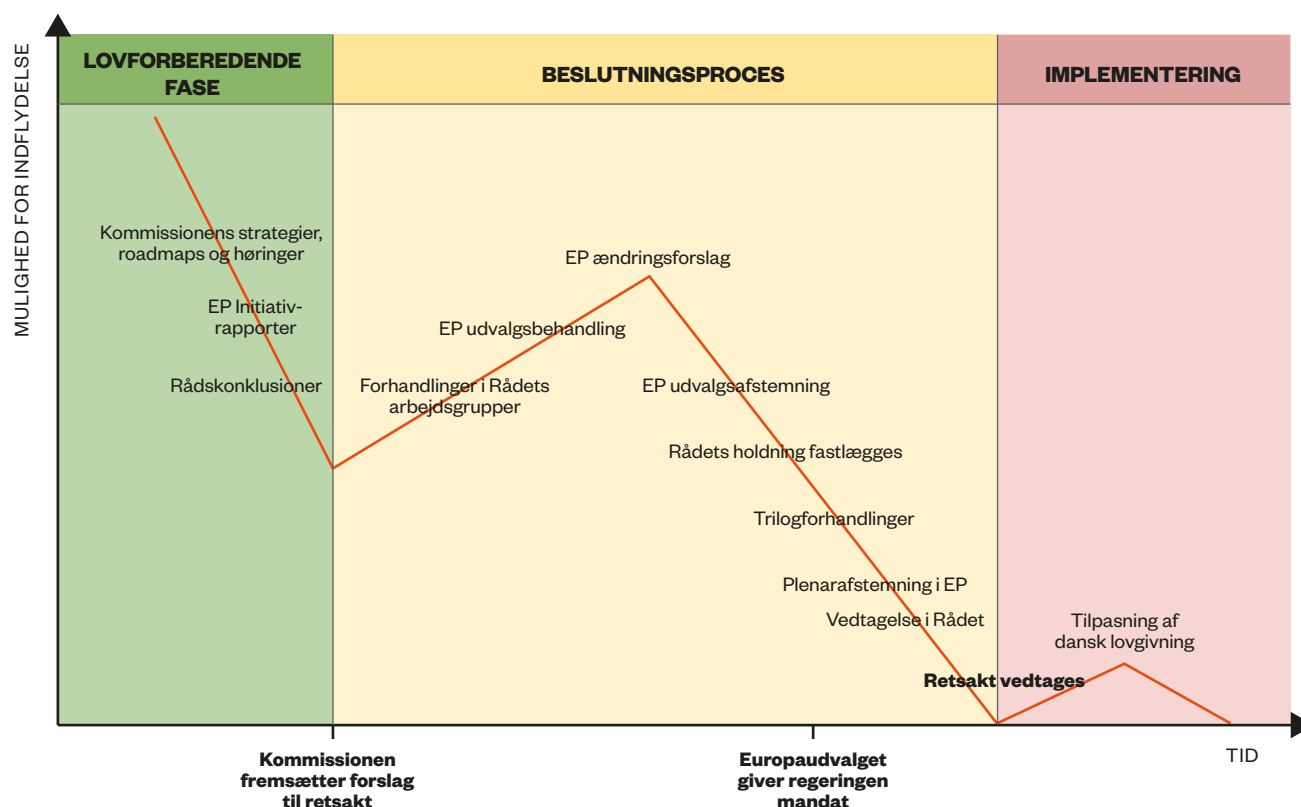 MULIGHED FOR INDFLYDELSE
LOVFORBEREDENDE
FASE
BESLUTNINGSPROCES
IMPLEMENTERING
Kommissionens strategier,
roadmaps og høringer
EP Initiativ-
rapporter
Rådskonklusioner
Forhandlinger i Rådets
arbejdsgrupper
EP udvalgsbehandling
EP ændringsforslag
EP udvalgsafstemning
Rådets holdning fastlægges
Trilogforhandlinger
Plenarafstemning i EP
Vedtagelse i Rådet
Retsakt vedtages
Tilpasning af
dansk lovgivning
Kommissionen
fremsætter forslag
til retsakt
Europaudvalget
giver regeringen
mandat
TID